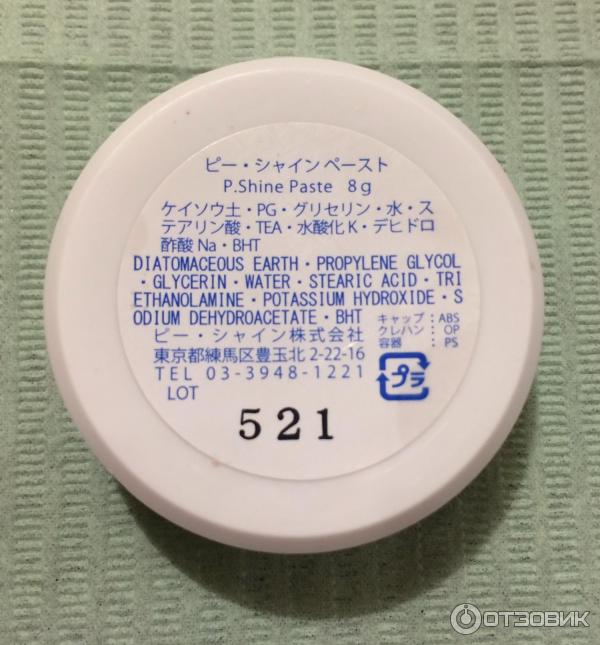 ピー・シャインペースト
P.Shine Paste 8g
ケイソウ土・PG・グリセリン・水・ス
テアリン酸・TEA・水酸化K・デヒドロ
酢酸Na・BHT
DIATOMACEOUS EARTH・PROPYLENE GLYCOL
・GLYCERIN・WATER・STEARIC ACID・TRI
ETHANOLAMINE・POTASSIUM HYDROXIDE・S
ODIUM DEHYDROACETATE・BHT
キャップ:ABS
クレハン:OP
容器:PS
ピー・シャイン株式会社
東京都練馬区豊玉北2-22-16
TEL 03-3948-1221
プラ
LOT
521
ОТЗОВИК